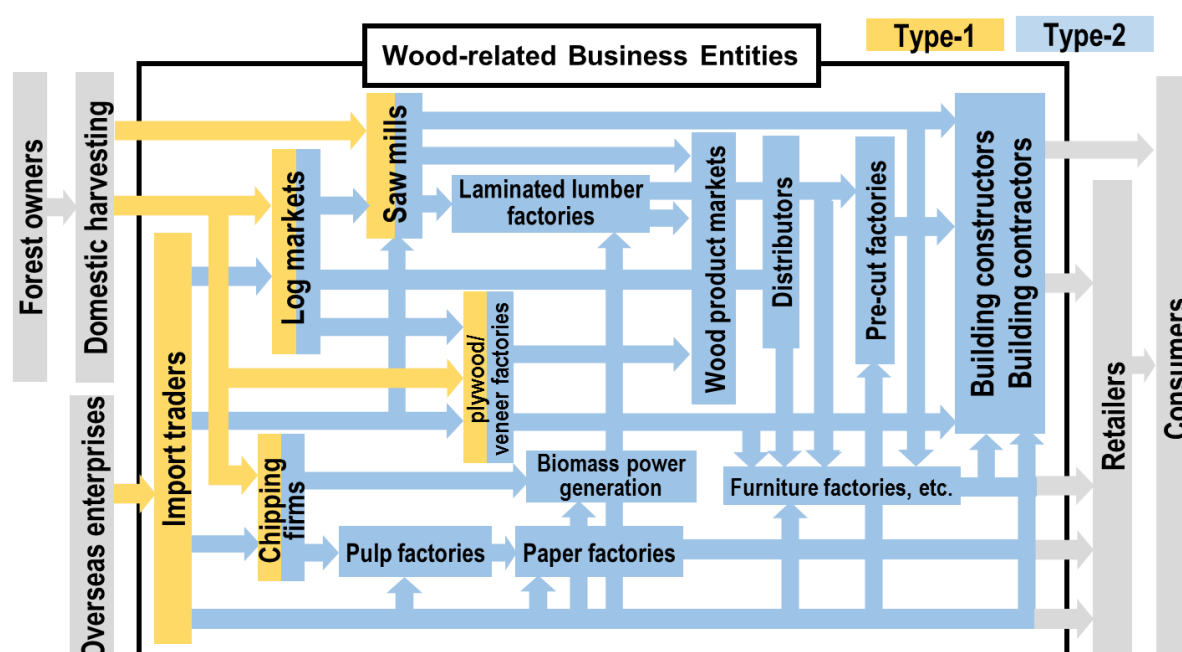 Type-1
Type-2
Wood-related Business Entities
Forest owners
Domestic harvesting
Overseas enterprises
Import traders
Log markets
Chipping
firms
Saw mills
Laminated lumber
factories
plywood/
veneer factories
Pulp factories
Paper factories
Biomass power
generation
Wood product markets
Distributors
Furniture factories, etc.
Pre-cut factories
Building constructors
Building contractors
Retailers
Consumers